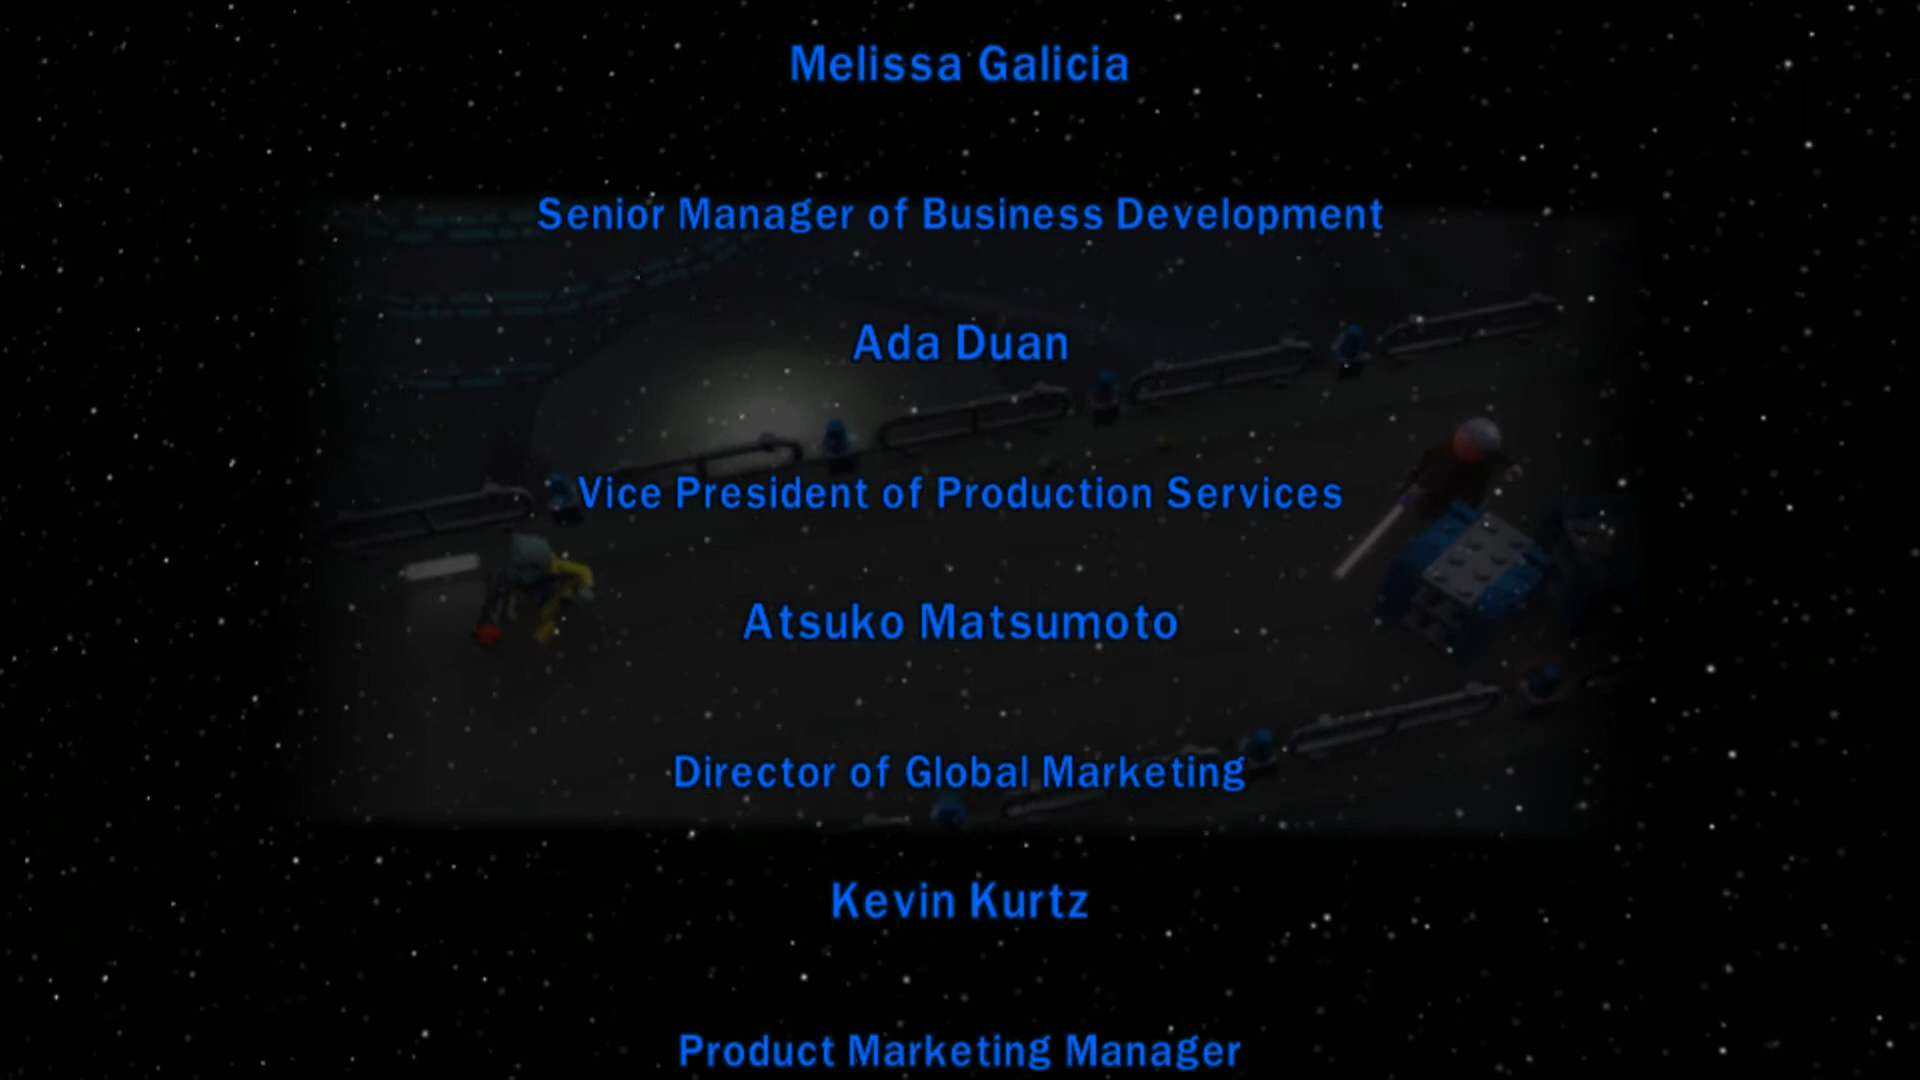 Melissa Galicia
Senior Manager of Business Development
Ada Duan
Vice President of Production Services
Atsuko Matsumoto
Director of Global Marketing
Kevin Kurtz
Product Marketing Manager